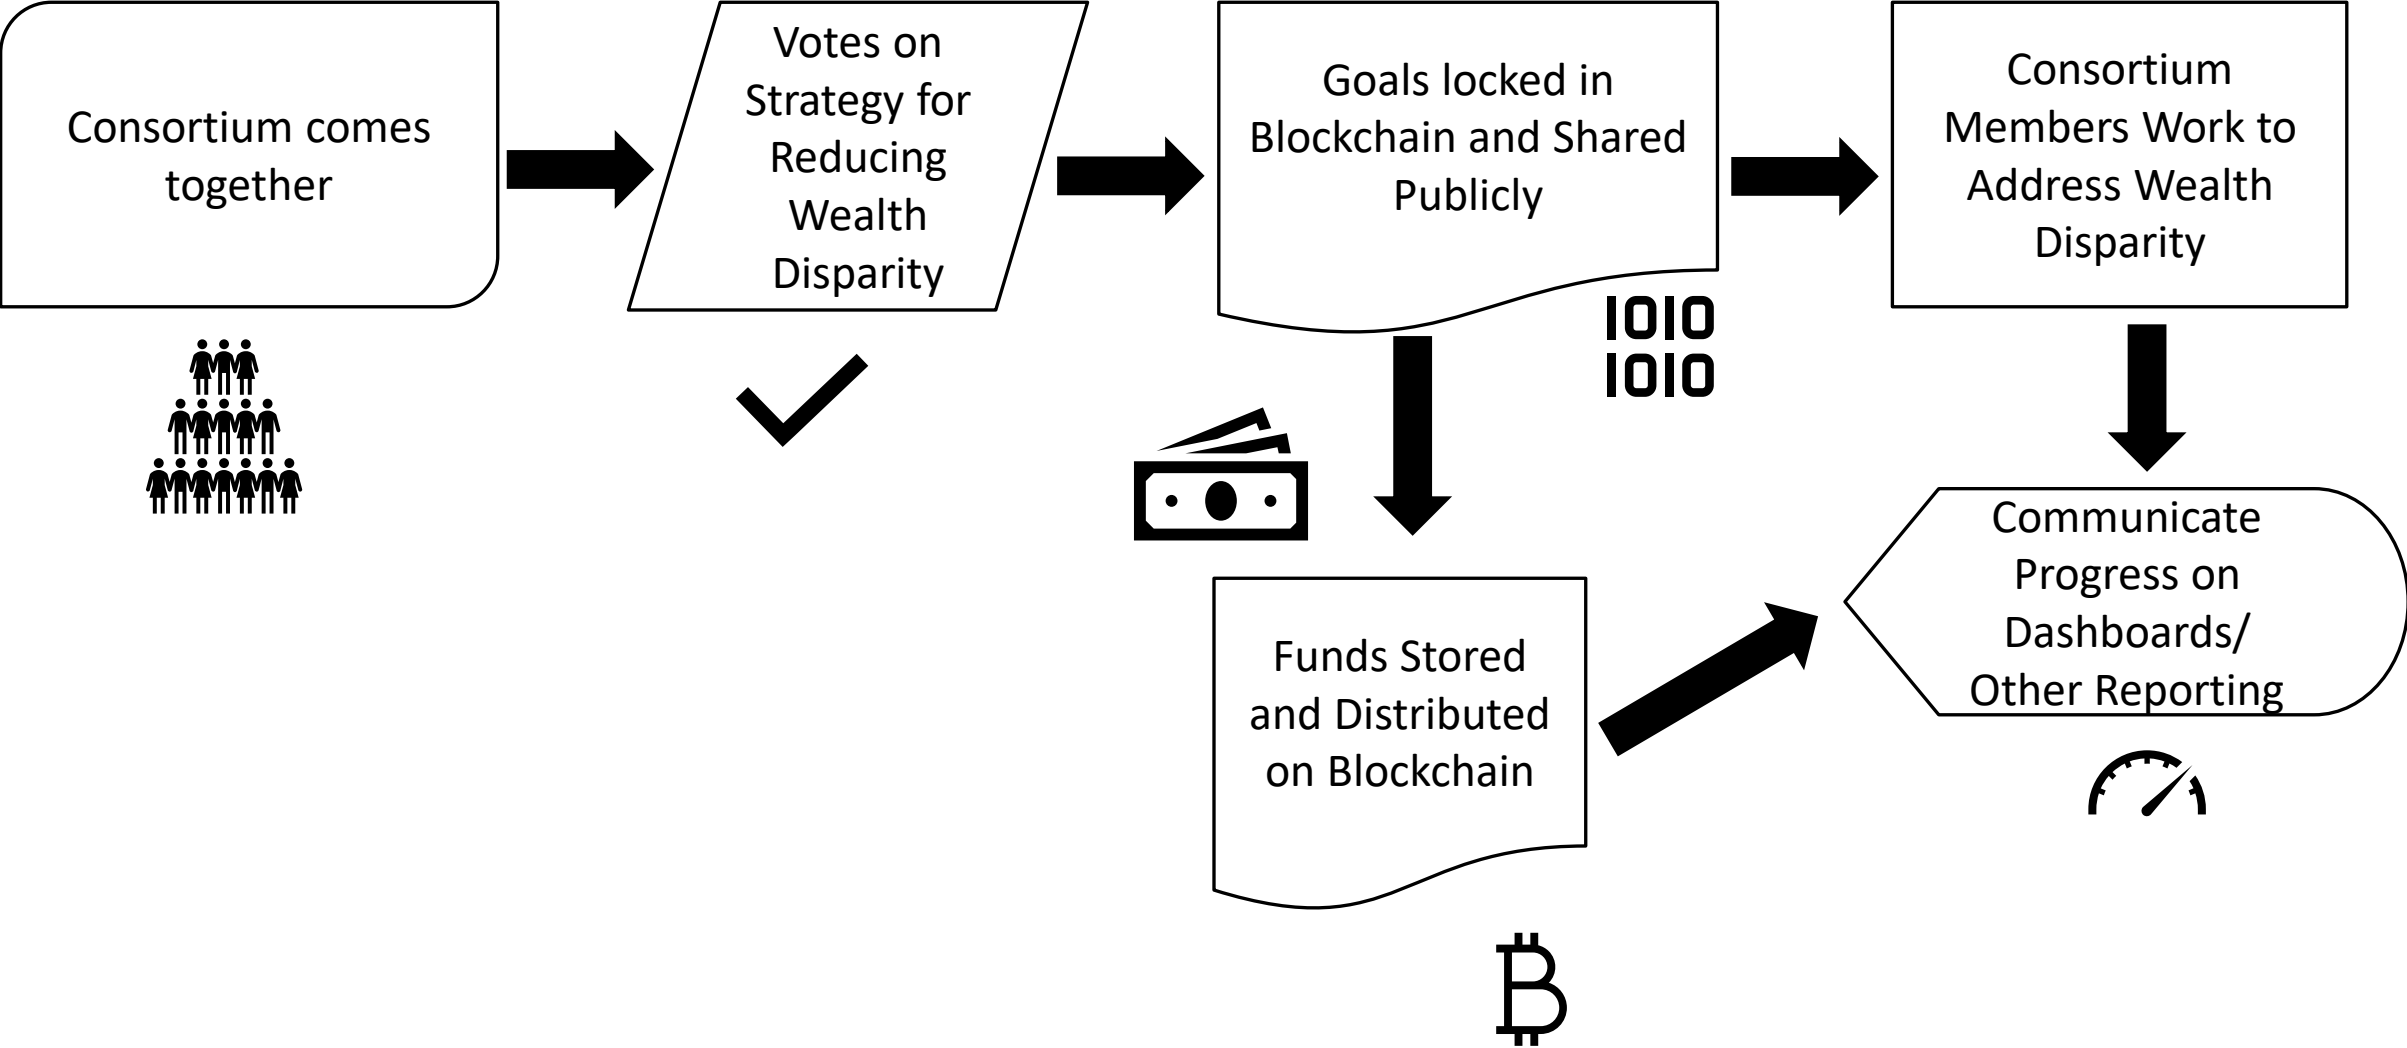 Consortium comes
together
Votes on
Strategy for
Reducing
Wealth
Disparity
Goals locked in
Blockchain and Shared
Publicly
Consortium
Members Work to
Address Wealth
Disparity
1010
1010
Funds Stored
and Distributed
on Blockchain
Communicate
Progress on
Dashboards/
Other Reporting